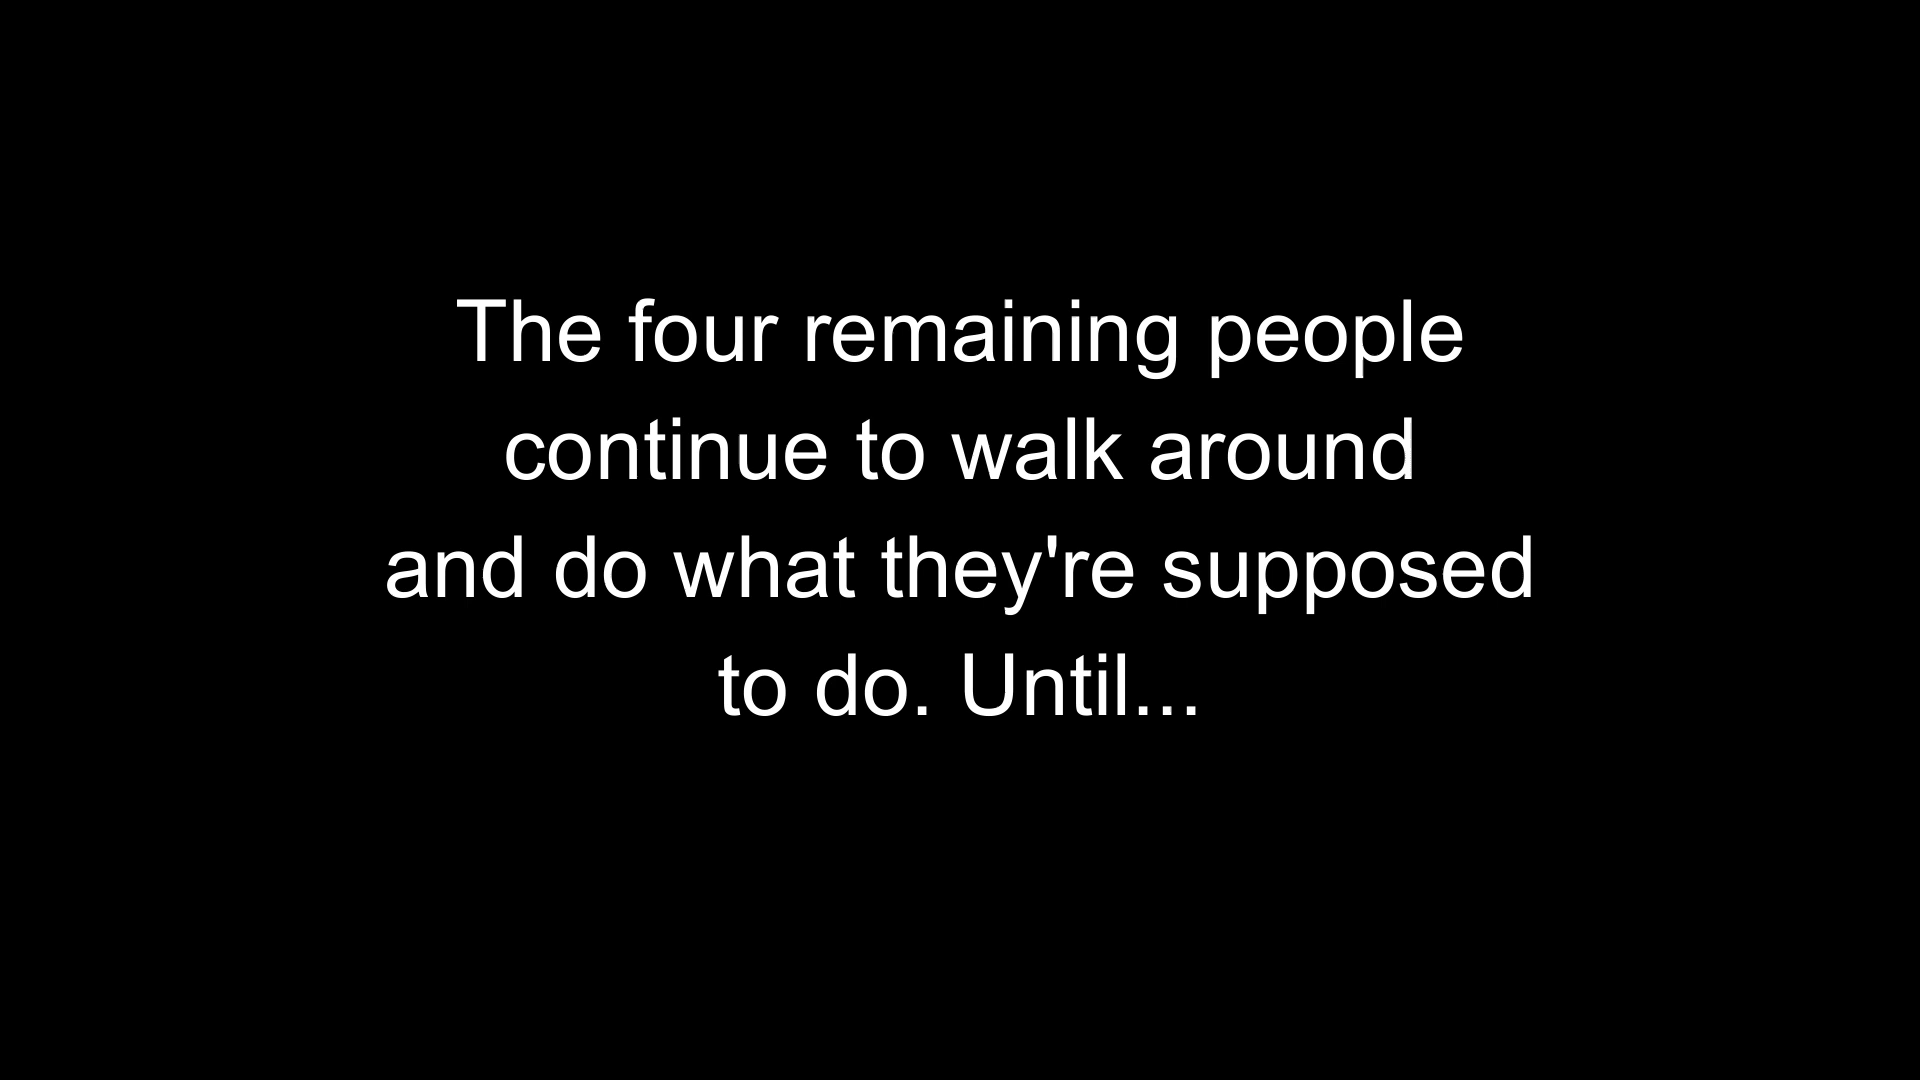 The four remaining people
continue to walk around
and do what they're supposed
to do. Until...